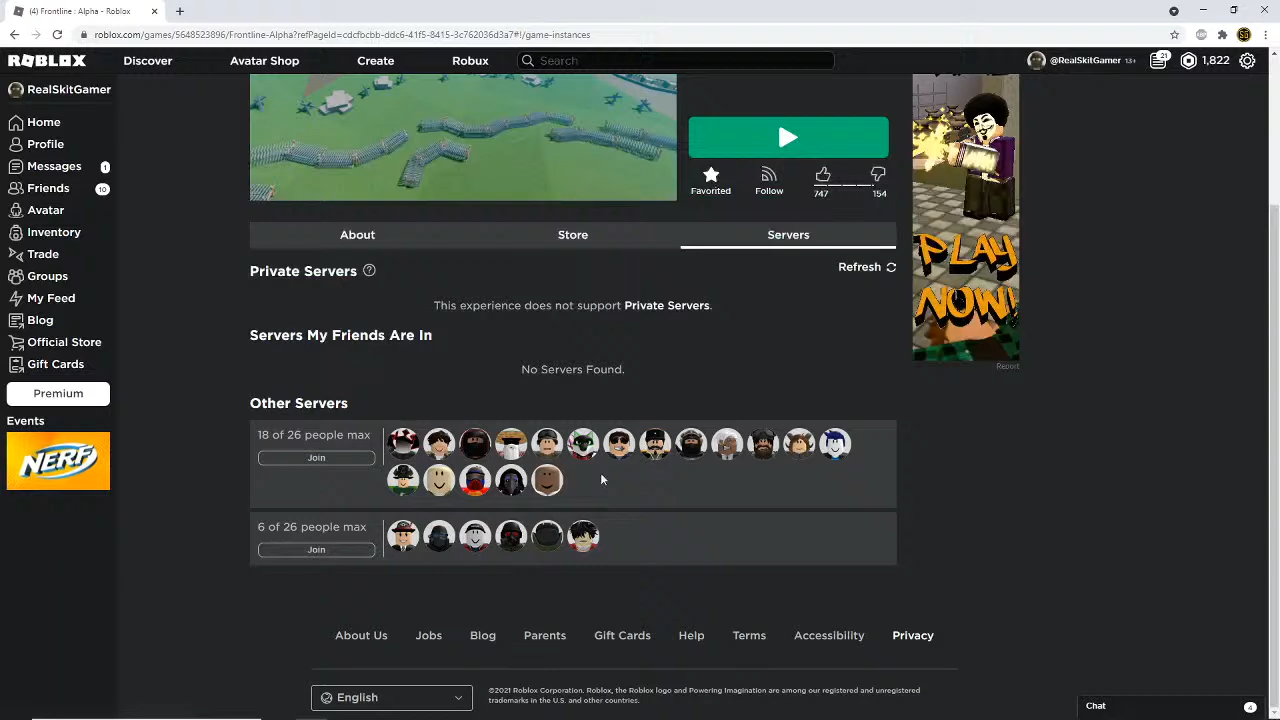 (4) Frontline : Alpha - Roblox
roblox.com/games/5648523896/Frontline-Alpha?refPageId=cdcfbcbb-ddc6-41f5-8415-3c762036d3a7#!/game-instances
SG
ROBLOX
Discover
Avatar Shop
Create
Robux
Search
@RealSkitGamer 13+
21
1,822
RealSkitGamer
Home
Profile
Messages 1
Friends 10
Avatar
Inventory
Trade
Groups
My Feed
Blog
Official Store
Gift Cards
Premium
Events
NERF
Favorited
Follow
747
154
About
Store
Servers
Private Servers
Refresh
This experience does not support Private Servers.
Servers My Friends Are In
No Servers Found.
Other Servers
18 of 26 people max
Join
6 of 26 people max
Join
PLAY
NOW!
Report
About Us
Jobs
Blog
Parents
Gift Cards
Help
Terms
Accessibility
Privacy
English
©2021 Roblox Corporation. Roblox, the Roblox logo and Powering Imagination are among our registered and unregistered
trademarks in the U.S. and other countries.
Chat
4